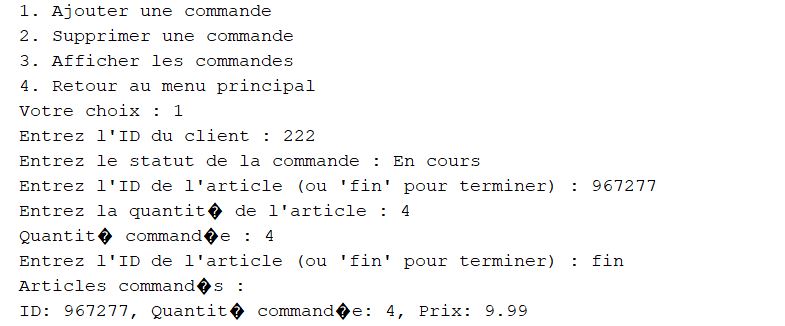 1. Ajouter une commande
2. Supprimer une commande
3. Afficher les commandes
4. Retour au menu principal
Votre choix : 1
Entrez l'ID du client : 222
Entrez le statut de la commande : En cours
Entrez l'ID de l'article (ou 'fin' pour terminer) : 967277
Entrez la quantit� de l'article : 4
Quantit� command�e : 4
Entrez l'ID de l'article (ou 'fin' pour terminer) : fin
Articles command�s :
ID: 967277, Quantit� command�e: 4, Prix: 9.99